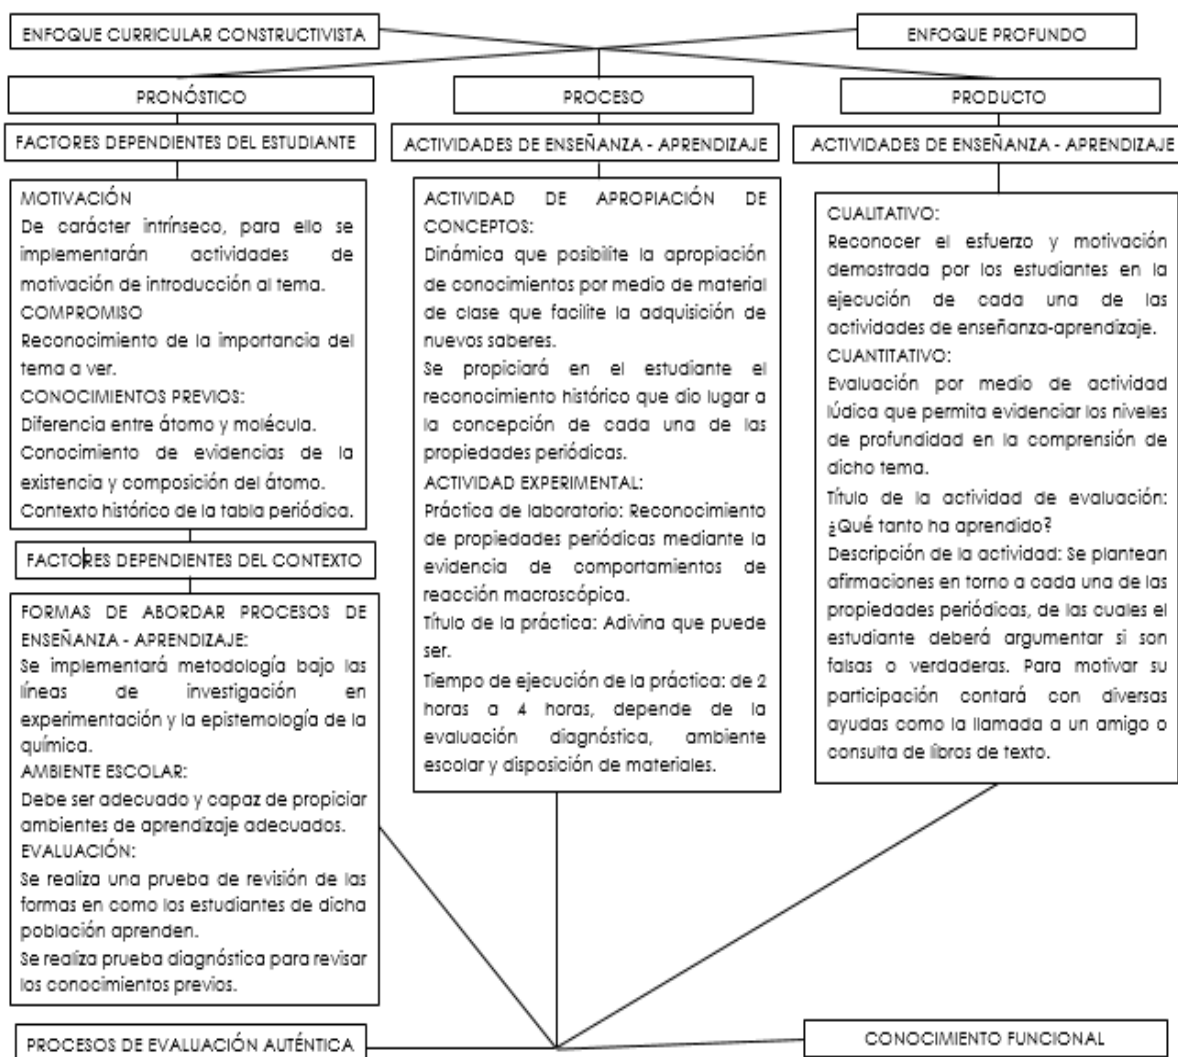 ENFOQUE CURRICULAR CONSTRUCTIVISTA
ENFOQUE PROFUNDO
PRONÓSTICO
FACTORES DEPENDIENTES DEL ESTUDIANTE
MOTIVACIÓN
De carácter intrínseco, para ello se
implementarán actividades de
motivación de introducción al tema.
COMPROMISO
Reconocimiento de la importancia del
tema a ver.
CONOCIMIENTOS PREVIOS:
Diferencia entre átomo y molécula.
Conocimiento de evidencias de la
existencia y composición del átomo.
Contexto histórico de la tabla periódica.
FACTORES DEPENDIENTES DEL CONTEXTO
FORMAS DE ABORDAR PROCESOS DE
ENSEÑANZA - APRENDIZAJE:
Se implementará metodología bajo las
líneas de investigación en
experimentación y la epistemología de la
química.
AMBIENTE ESCOLAR:
Debe ser adecuado y capaz de propiciar
ambientes de aprendizaje adecuados.
EVALUACIÓN:
Se realiza una prueba de revisión de las
formas en como los estudiantes de dicha
población aprenden.
Se realiza prueba diagnóstica para revisar
los conocimientos previos.
PROCESO
ACTIVIDADES DE ENSEÑANZA - APRENDIZAJE
ACTIVIDAD DE APROPIACIÓN DE
CONCEPTOS:
Dinámica que posibilite la apropiación
de conocimientos por medio de material
de clase que facilite la adquisición de
nuevos saberes.
Se propiciará en el estudiante el
reconocimiento histórico que dio lugar a
la concepción de cada una de las
propiedades periódicas.
ACTIVIDAD EXPERIMENTAL:
Práctica de laboratorio: Reconocimiento
de propiedades periódicas mediante la
evidencia de comportamientos de
reacción macroscópica.
Título de la práctica: Adivina que puede
ser.
Tiempo de ejecución de la práctica: de 2
horas a 4 horas, depende de la
evaluación diagnóstica, ambiente
escolar y disposición de materiales.
PRODUCTO
ACTIVIDADES DE ENSEÑANZA - APRENDIZAJE
CUALITATIVO:
Reconocer el esfuerzo y motivación
demostrada por los estudiantes en la
ejecución de cada una de las
actividades de enseñanza-aprendizaje.
CUANTITATIVO:
Evaluación por medio de actividad
lúdica que permita evidenciar los niveles
de profundidad en la comprensión de
dicho tema.
Título de la actividad de evaluación:
¿Qué tanto ha aprendido?
Descripción de la actividad: Se plantean
afirmaciones en torno a cada una de las
propiedades periódicas, de las cuales el
estudiante deberá argumentar si son
falsas o verdaderas. Para motivar su
participación contará con diversas
ayudas como la llamada a un amigo o
consulta de libros de texto.
PROCESOS DE EVALUACIÓN AUTÉNTICA
CONOCIMIENTO FUNCIONAL